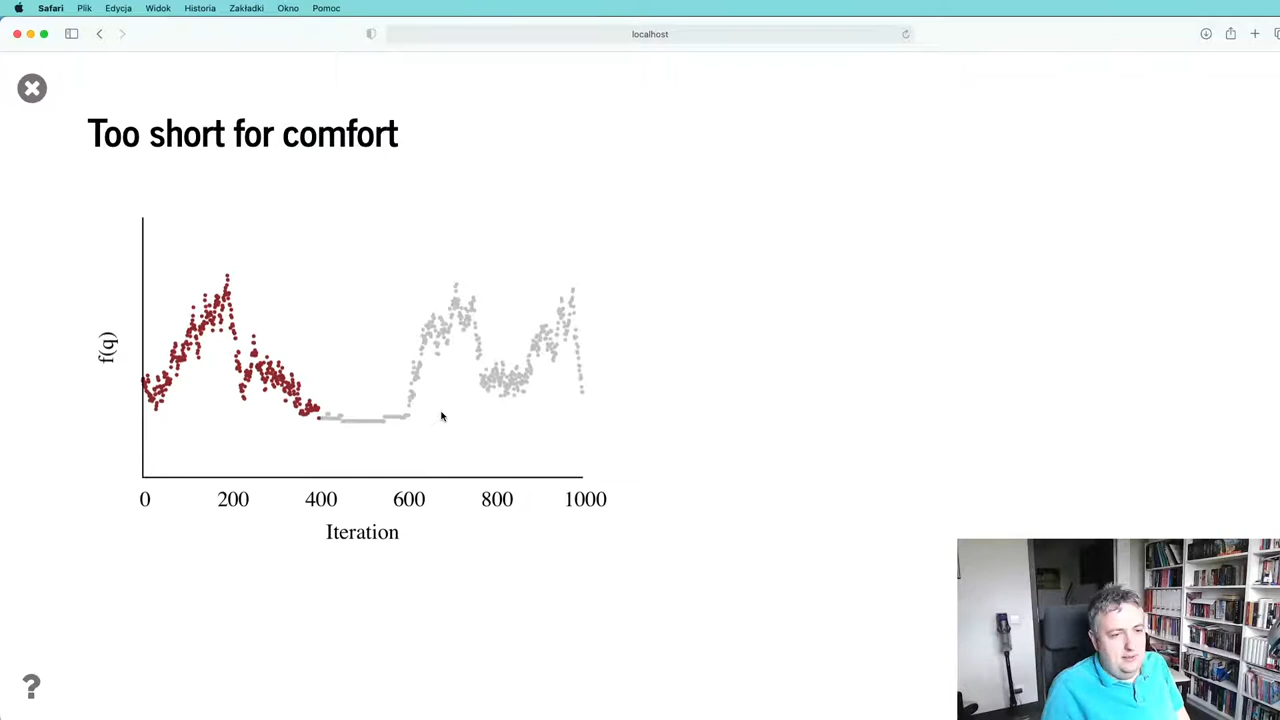 Safari Plik Edycja Widok Historia Zakładki Okno Pomoc
localhost
Too short for comfort
f(q)
0 200 400 600 800 1000
Iteration
?